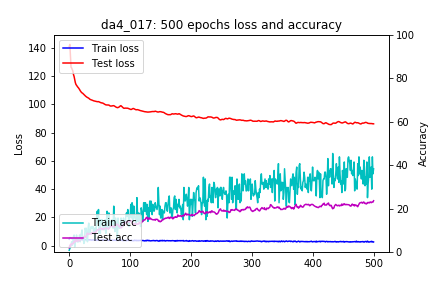 da4_017: 500 epochs loss and accuracy
Train loss
Test loss
Train acc
Test acc
Loss
Accuracy
140
120
100
80
60
40
20
0
100
80
60
40
20
0
0
100
200
300
400
500